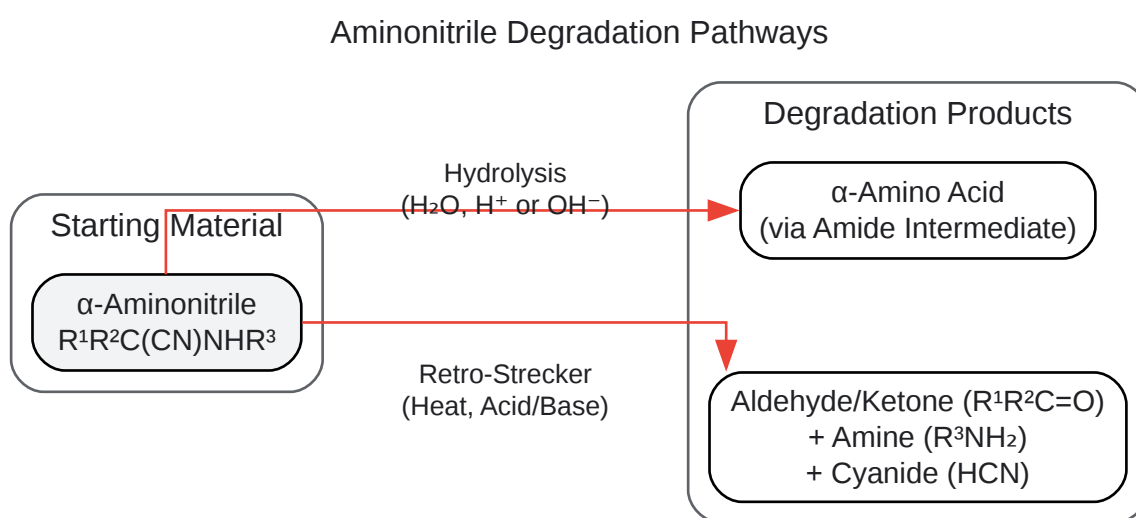 Aminonitrile Degradation Pathways
Starting Material
α-Aminonitrile
R¹R²C(CN)NHR³
Hydrolysis
(H₂O, H⁺ or OH⁻)
Retro-Strecker
(Heat, Acid/Base)
Degradation Products
α-Amino Acid
(via Amide Intermediate)
Aldehyde/Ketone (R¹R²C=O)
+ Amine (R³NH₂)
+ Cyanide (HCN)